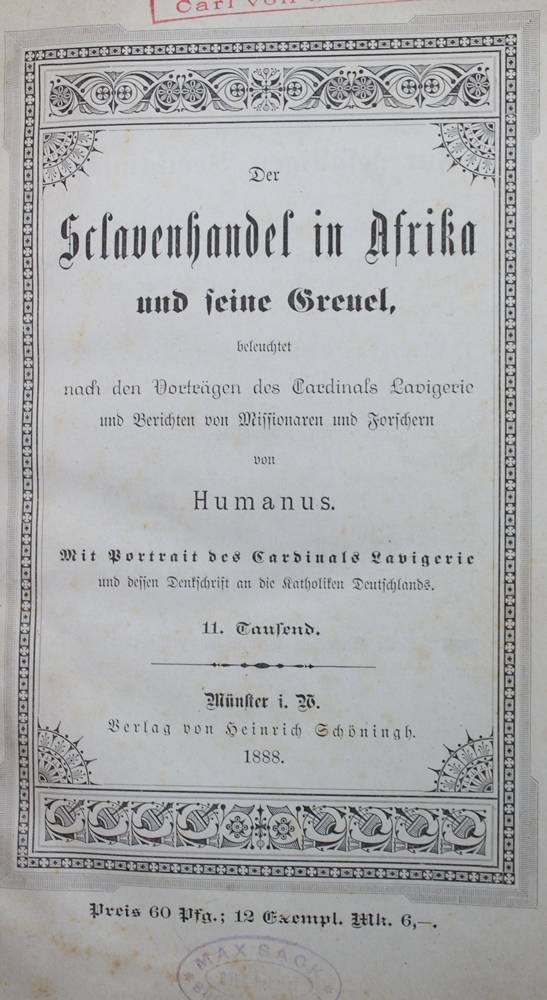 Carl von
Der
Sclavenhandel in Afrika
und seine Greuel,
beleuchtet
nach den Vorträgen des Cardinals Lavigerie
und Berichten von Missionaren und Forschern
von
Humanus.
Mit Portrait des Cardinals Lavigerie
und dessen Denkschrift an die Katholiken Deutschlands.
11. Tausend.
Münster i. W.
Verlag von Heinrich Schöningh.
1888.
Preis 60 Pfg.; 12 Exempl. Mk. 6,—.
MAX SACK